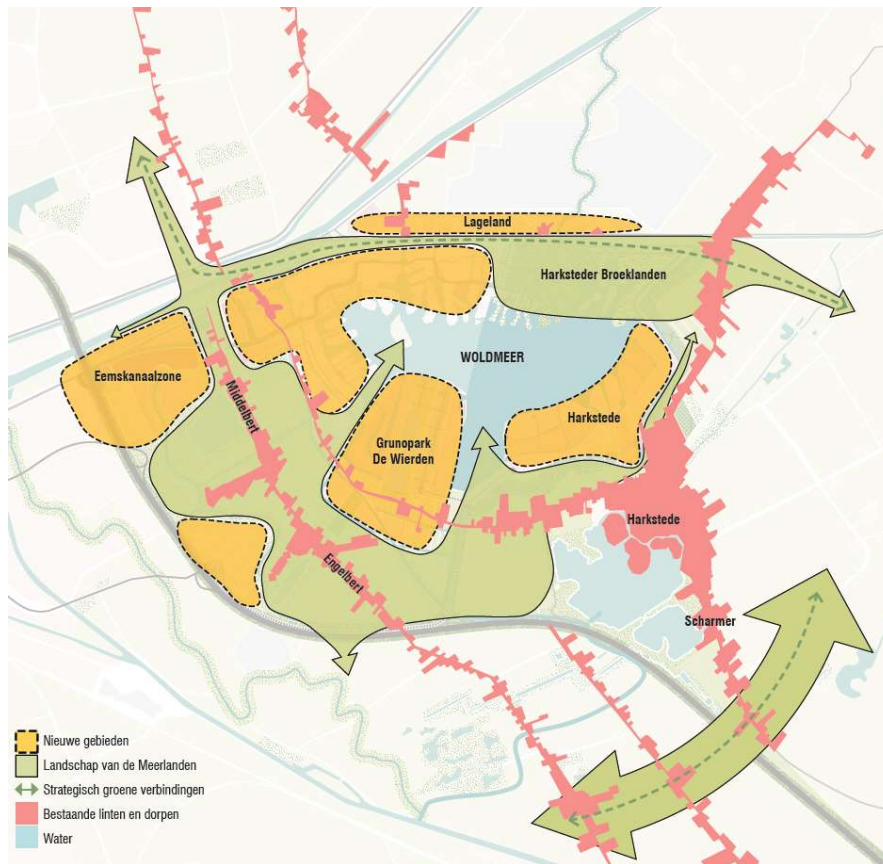 Lageland
Harksteder Broeklanden
WOLDMEER
Eemskanaalzone
Middelbert
Harkstede
Grunopark
De Wierden
Harkstede
Engelbert
Scharmer
Nieuwe gebieden
Landschap van de Meerlanden
Strategisch groene verbindingen
Bestaande linten en dorpen
Water